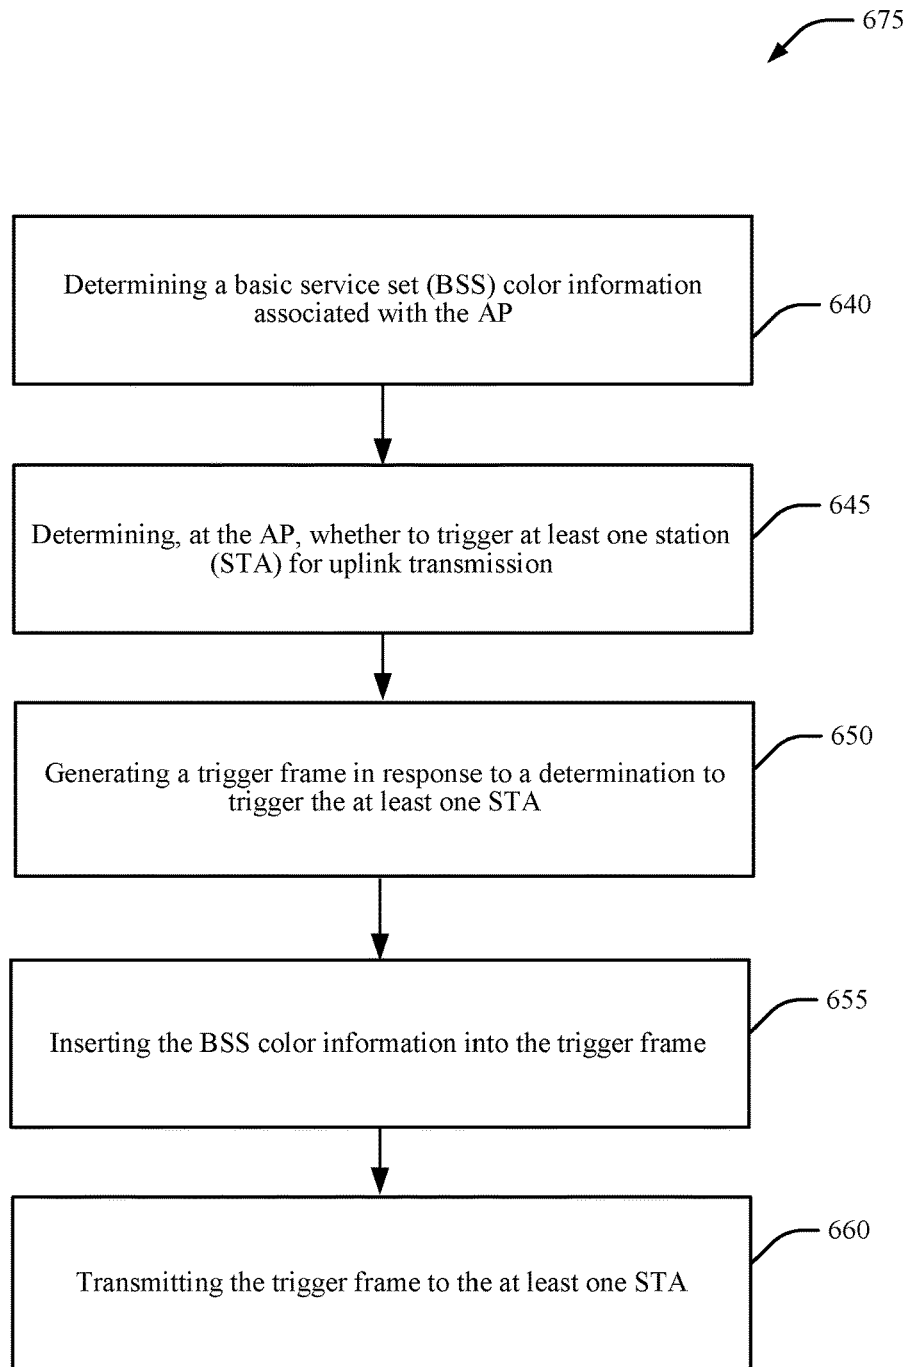 675
Determining a basic service set (BSS) color information
associated with the AP
640
Determining, at the AP, whether to trigger at least one station
(STA) for uplink transmission
645
Generating a trigger frame in response to a determination to
trigger the at least one STA
650
Inserting the BSS color information into the trigger frame
655
Transmitting the trigger frame to the at least one STA
660